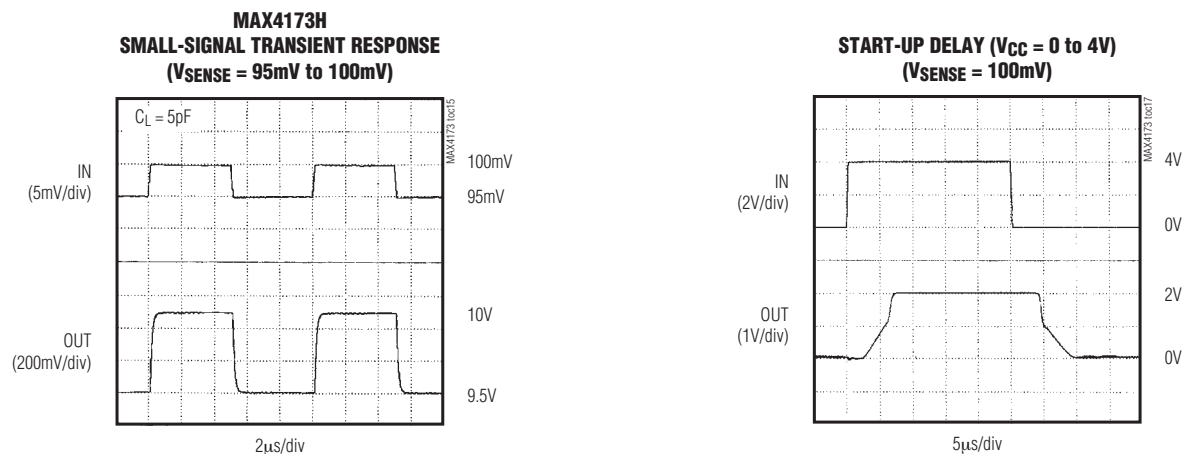 MAX4173H
SMALL-SIGNAL TRANSIENT RESPONSE
(VSENSE = 95mV to 100mV)
CL = 5pF
MAX4173 toc15
IN
(5mV/div)
100mV
95mV
OUT
(200mV/div)
10V
9.5V
2μs/div
START-UP DELAY (VCC = 0 to 4V)
(VSENSE = 100mV)
MAX4173 toc17
IN
(2V/div)
4V
0V
OUT
(1V/div)
2V
0V
5μs/div